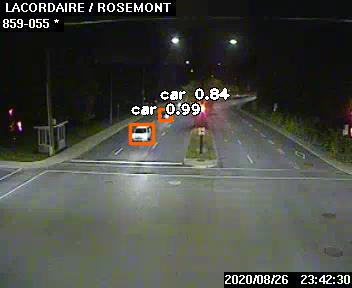 LACORDAIRE / ROSEMONT
859-055 *
car 0.84
car 0.99
2020/08/26 23:42:30